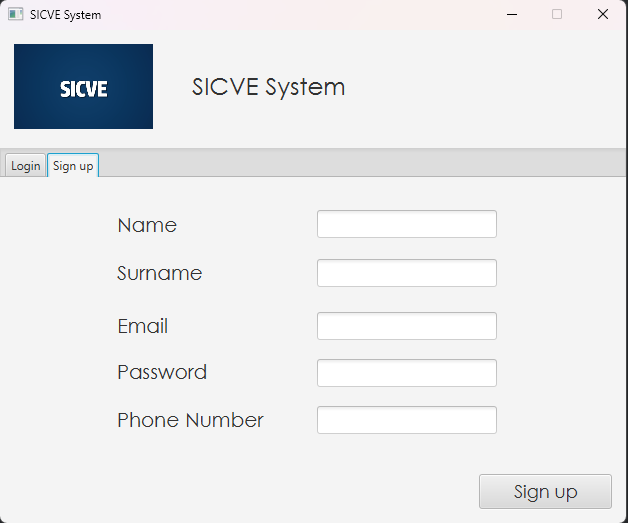 SICVE System
SICVE
SICVE System
Login
Sign up
Name
Surname
Email
Password
Phone Number
Sign up